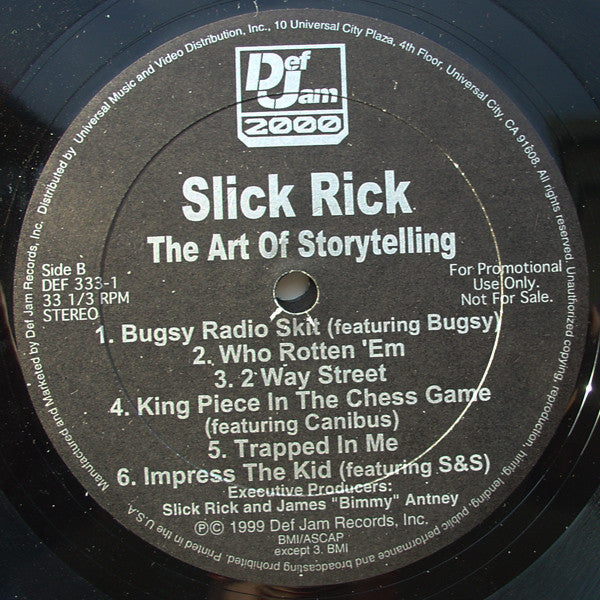 Def
Jam
2000
Slick Rick
The Art Of Storytelling
Side B
DEF 333-1
33 1/3 RPM
STEREO
For Promotional
Use Only.
Not For Sale.
1. Bugsy Radio Skit (featuring Bugsy)
2. Who Rotten 'Em
3. 2 Way Street
4. King Piece In The Chess Game
(featuring Canibus)
5. Trapped In Me
6. Impress The Kid (featuring S&S)
Executive Producers:
Slick Rick and James "Bimmy" Antney
℗© 1999 Def Jam Records, Inc.
BMI/ASCAP
except 3. BMI
Manufactured and Marketed by Def Jam Records, Inc. Distributed by Universal Music and Video Distribution, Inc., 10 Universal City Plaza, 4th Floor, Universal City, CA 91608. All rights reserved. Unauthorized copying, reproduction, hiring, lending, public performance and broadcasting prohibited. Printed in the U.S.A.